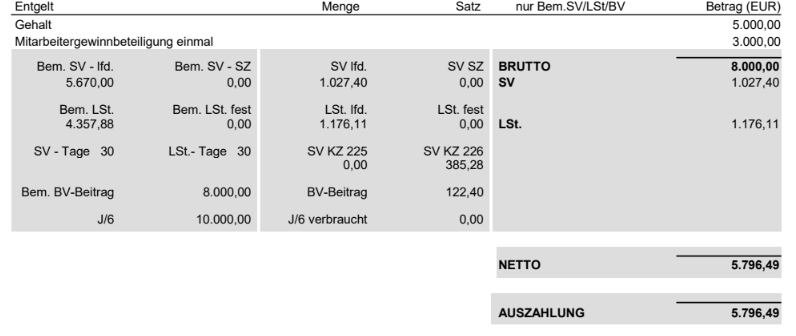 Entgelt Menge Satz nur Bem.SV/LSt/BV Betrag (EUR)
Gehalt 5.000,00
Mitarbeitergewinnbeteiligung einmal 3.000,00
Bem. SV - lfd. Bem. SV - SZ SV lfd. SV SZ BRUTTO 8.000,00
5.670,00 0,00 1.027,40 0,00 SV 1.027,40
Bem. LSt. Bem. LSt. fest LSt. lfd. LSt. fest
4.357,88 0,00 1.176,11 0,00 LSt. 1.176,11
SV - Tage 30 LSt.- Tage 30 SV KZ 225 SV KZ 226
0,00 385,28
Bem. BV-Beitrag 8.000,00 BV-Beitrag 122,40
J/6 10.000,00 J/6 verbraucht 0,00
NETTO 5.796,49
AUSZAHLUNG 5.796,49